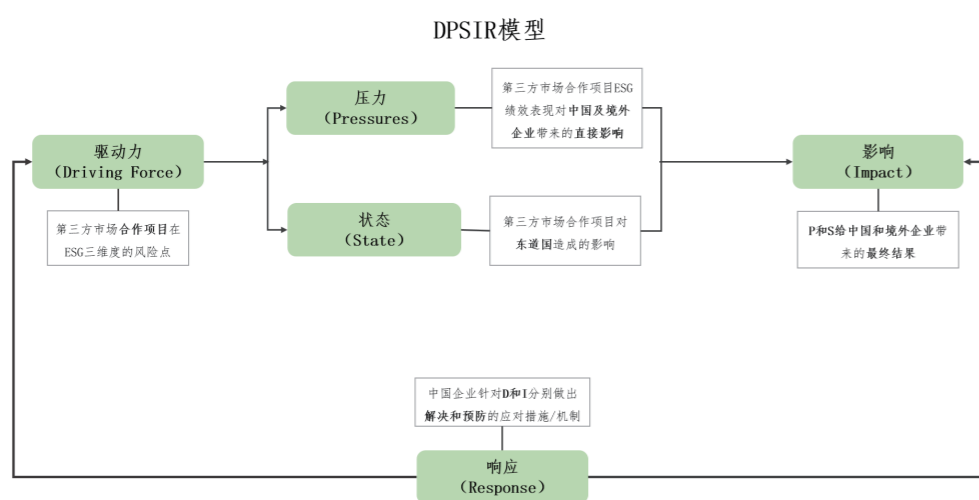 DPSIR模型
压力
（Pressures）
第三方市场合作项目ESG
绩效表现对中国及境外
企业带来的直接影响
驱动力
（Driving Force）
影响
（Impact）
第三方市场合作项目在
ESG三维度的风险点
状态
（State）
第三方市场合作项目对
东道国造成的影响
P和S给中国和境外企业带
来的最终结果
中国企业针对D和I分别做出
解决和预防的应对措施/机制
响应
（Response）